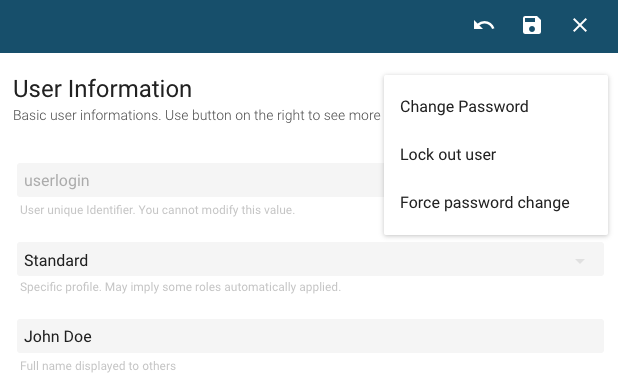 User Information
Basic user informations. Use button on the right to see more
Change Password
Lock out user
Force password change
userlogin
User unique Identifier. You cannot modify this value.
Standard
Specific profile. May imply some roles automatically applied.
John Doe
Full name displayed to others